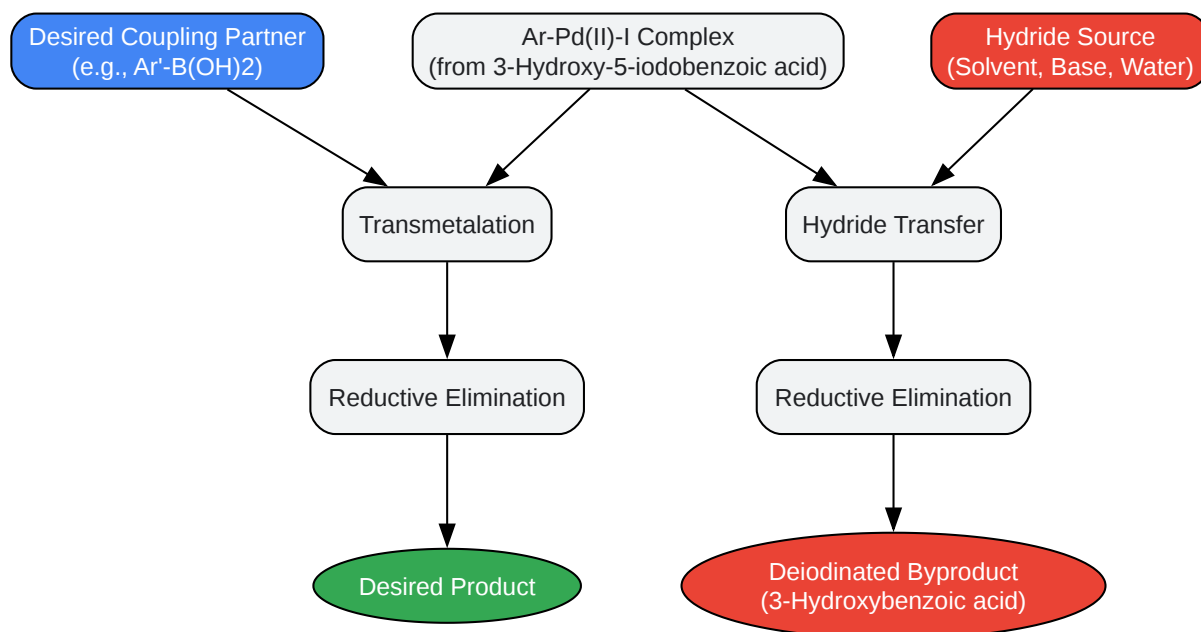 Desired Coupling Partner
(e.g., Ar'-B(OH)2)
Ar-Pd(II)-I Complex
(from 3-Hydroxy-5-iodobenzoic acid)
Hydride Source
(Solvent, Base, Water)
Transmetalation
Hydride Transfer
Reductive Elimination
Reductive Elimination
Desired Product
Deiodinated Byproduct
(3-Hydroxybenzoic acid)